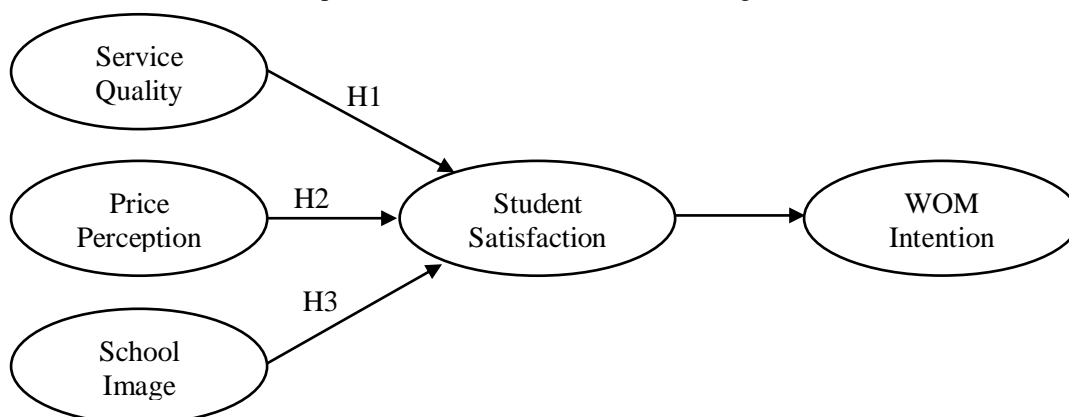 Service
Quality
H1
Price
Perception
H2
Student
Satisfaction
WOM
Intention
H3
School
Image